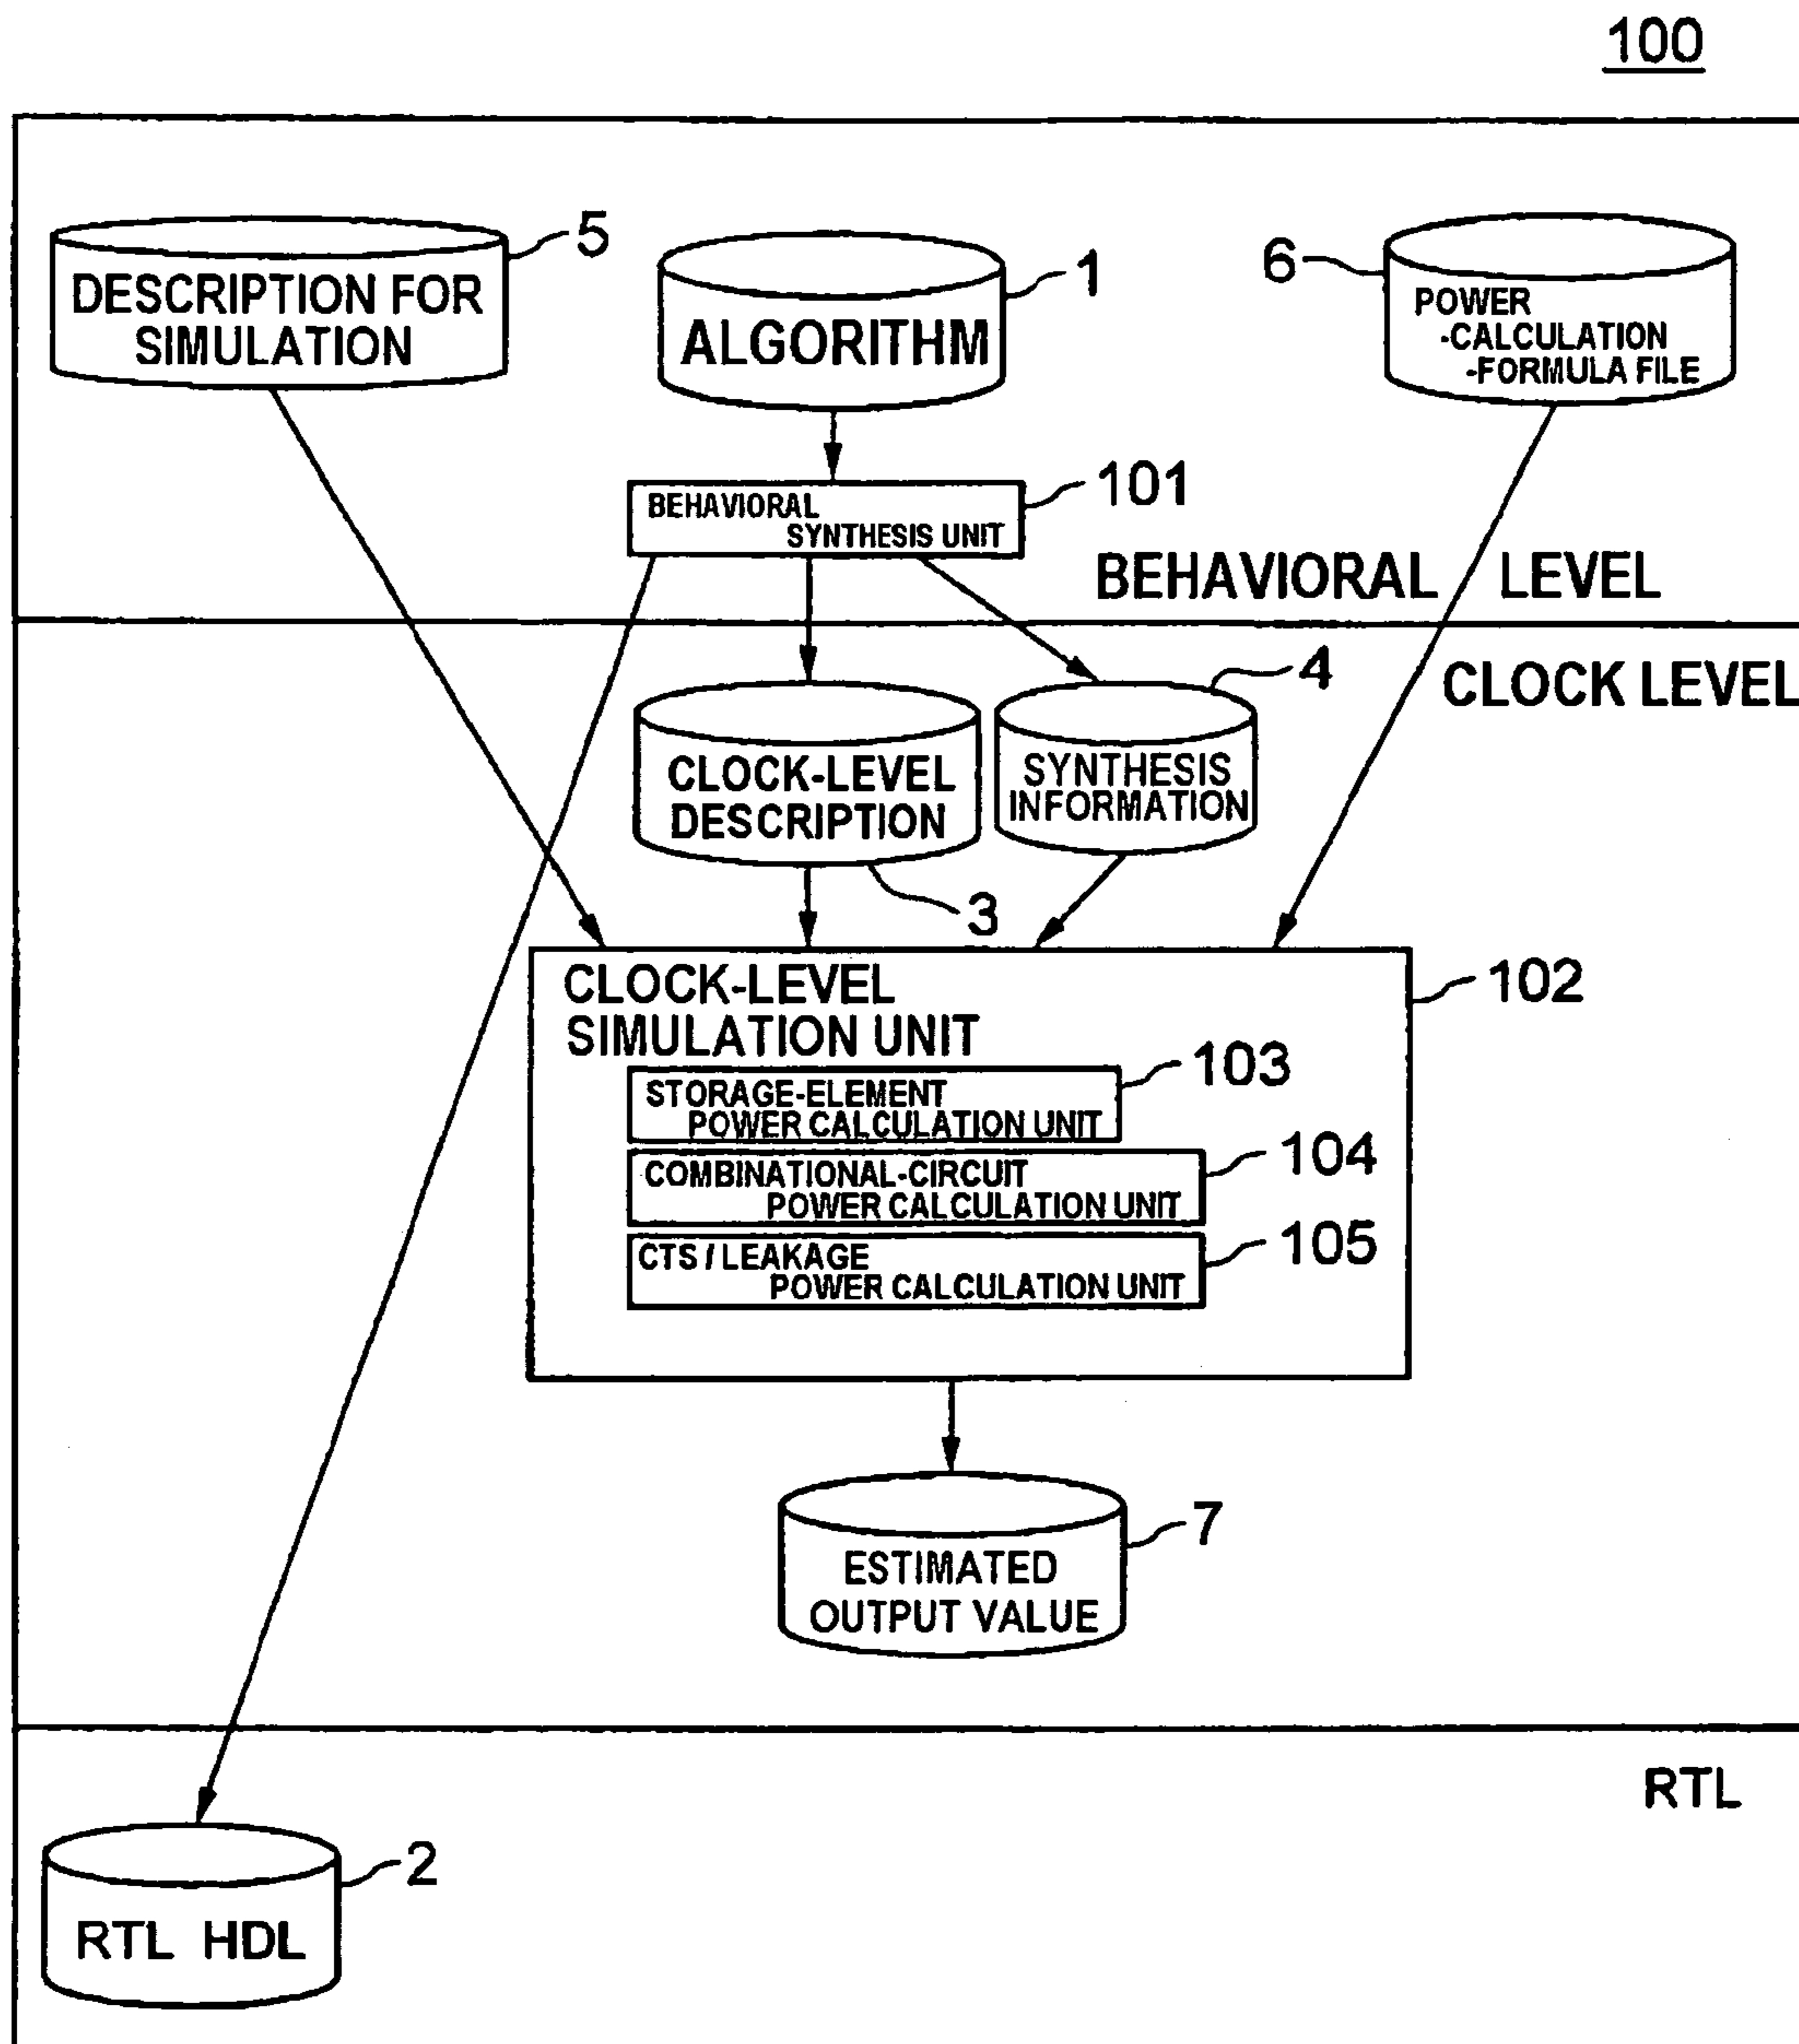 100
5
DESCRIPTION FOR
SIMULATION
1
ALGORITHM
6
POWER
-CALCULATION
-FORMULA FILE
101
BEHAVIORAL
SYNTHESIS UNIT
BEHAVIORAL LEVEL
CLOCK LEVEL
4
CLOCK-LEVEL
DESCRIPTION
SYNTHESIS
INFORMATION
3
102
CLOCK-LEVEL
SIMULATION UNIT
103
STORAGE-ELEMENT
POWER CALCULATION UNIT
104
COMBINATIONAL-CIRCUIT
POWER CALCULATION UNIT
105
CTS / LEAKAGE
POWER CALCULATION UNIT
7
ESTIMATED
OUTPUT VALUE
RTL
2
RTL HDL